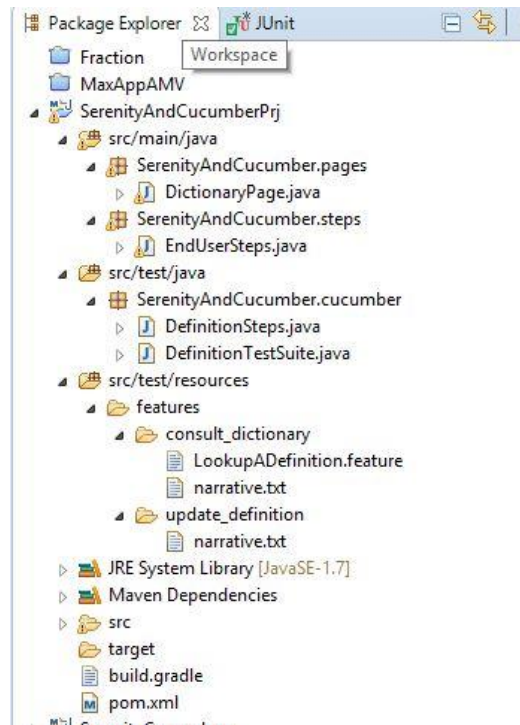 Package Explorer JUnit
Workspace
Fraction
MaxAppAMV
SerenityAndCucumberPrj
src/main/java
SerenityAndCucumber.pages
DictionaryPage.java
SerenityAndCucumber.steps
EndUserSteps.java
src/test/java
SerenityAndCucumber.cucumber
DefinitionSteps.java
DefinitionTestSuite.java
src/test/resources
features
consult_dictionary
LookupADefinition.feature
narrative.txt
update_definition
narrative.txt
JRE System Library [JavaSE-1.7]
Maven Dependencies
src
target
build.gradle
pom.xml